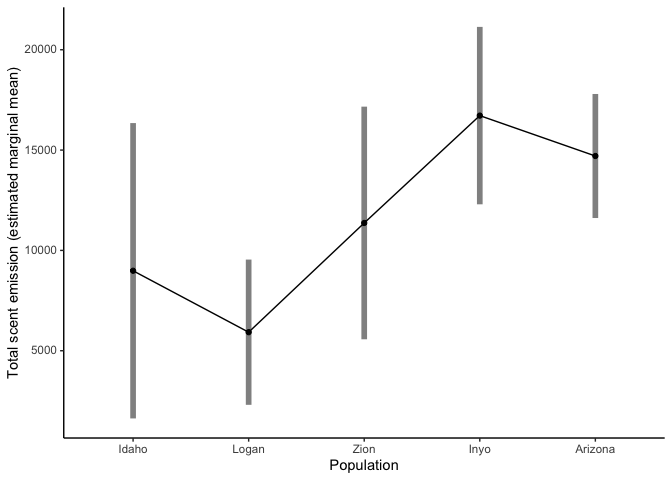 Total scent emission (estimated marginal mean)
20000
15000
10000
5000
Idaho Logan Zion Inyo Arizona
Population